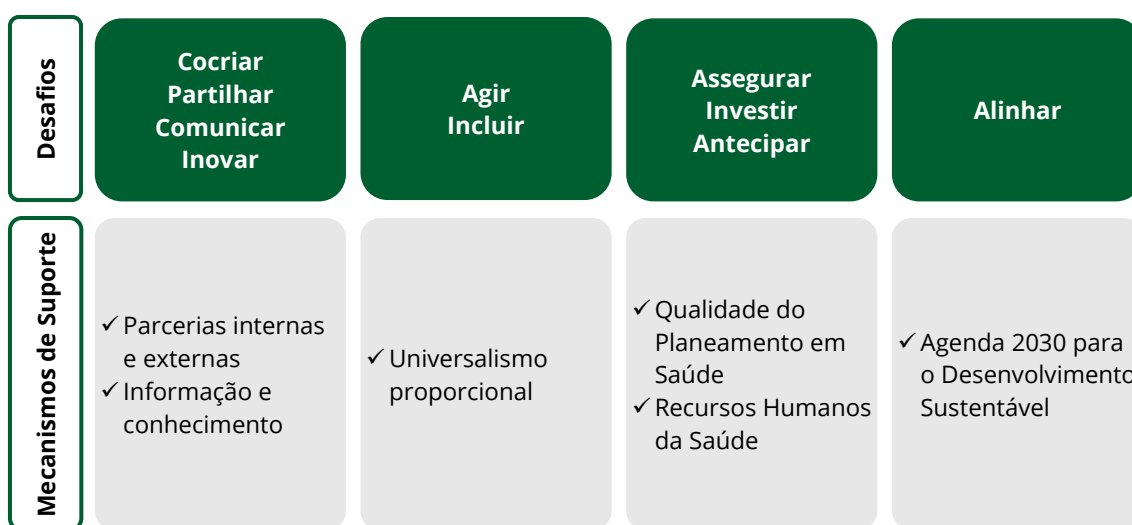 Desafios
Cocriar
Partilhar
Comunicar
Inovar
Agir
Incluir
Assegurar
Investir
Antecipar
Alinhar
Mecanismos de Suporte
✓ Parcerias internas
e externas
✓ Informação e
conhecimento
✓ Universalismo
proporcional
✓ Qualidade do
Planeamento em
Saúde
✓ Recursos Humanos
da Saúde
✓ Agenda 2030 para
o Desenvolvimento
Sustentável